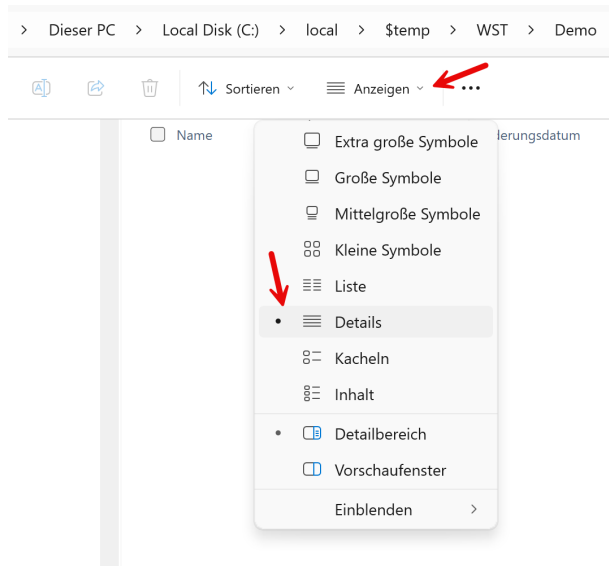 > Dieser PC > Local Disk (C:) > local > $temp > WST > Demo
Sortieren Anzeigen ...
Name
derungsdatum
Extra große Symbole
Große Symbole
Mittelgroße Symbole
Kleine Symbole
Liste
Details
Kacheln
Inhalt
Detailbereich
Vorschaufenster
Einblenden >